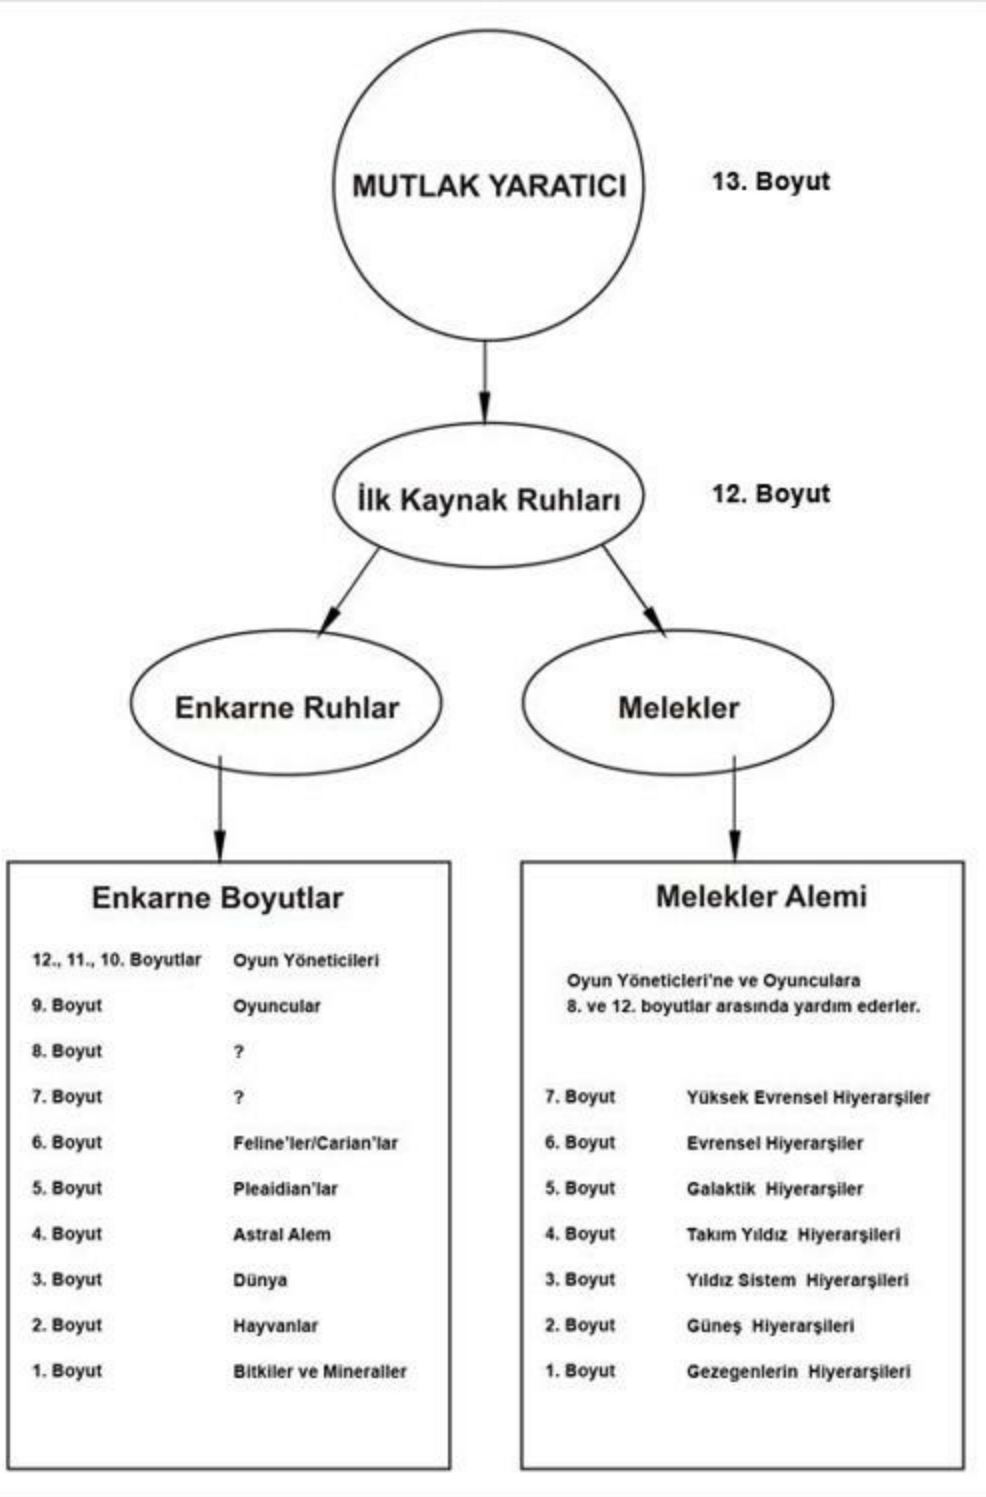 MUTLAK YARATICI
13. Boyut
İlk Kaynak Ruhları
12. Boyut
Enkarne Ruhlar
Melekler
Enkarne Boyutlar
12., 11., 10. Boyutlar Oyun Yöneticileri
9. Boyut Oyuncular
8. Boyut ?
7. Boyut ?
6. Boyut Feline'ler/Carian'lar
5. Boyut Pleaidian'lar
4. Boyut Astral Alem
3. Boyut Dünya
2. Boyut Hayvanlar
1. Boyut Bitkiler ve Mineraller
Melekler Alemi
Oyun Yöneticleri'ne ve Oyunculara
8. ve 12. boyutlar arasında yardım ederler.
7. Boyut Yüksek Evrensel Hiyerarşiler
6. Boyut Evrensel Hiyerarşiler
5. Boyut Galaktik Hiyerarşiler
4. Boyut Takım Yıldız Hiyerarşileri
3. Boyut Yıldız Sistem Hiyerarşileri
2. Boyut Güneş Hiyerarşileri
1. Boyut Gezegenlerin Hiyerarşileri